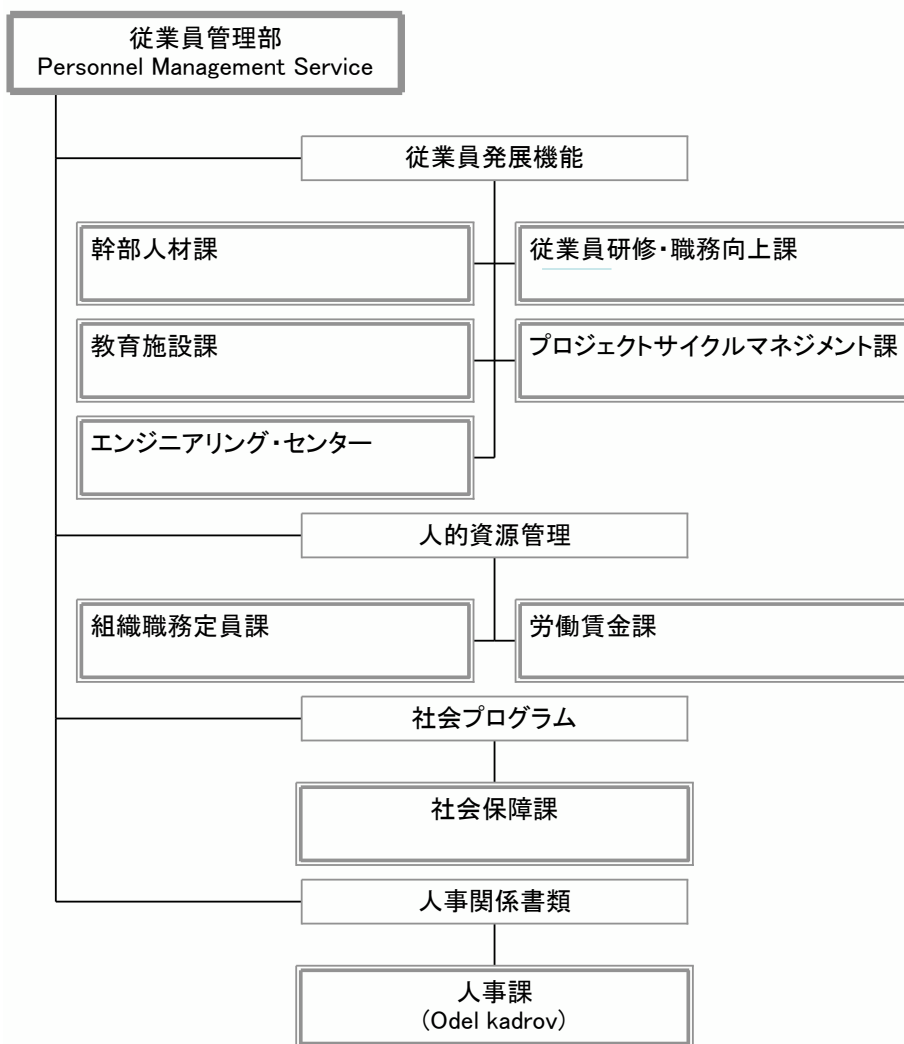 従業員管理部
Personnel Management Service
従業員発展機能
幹部人材課
従業員研修・職務向上課
教育施設課
プロジェクトサイクルマネジメント課
エンジニアリング・センター
人的資源管理
組織職務定員課
労働賃金課
社会プログラム
社会保障課
人事関係書類
人事課
(Odel kadrov)